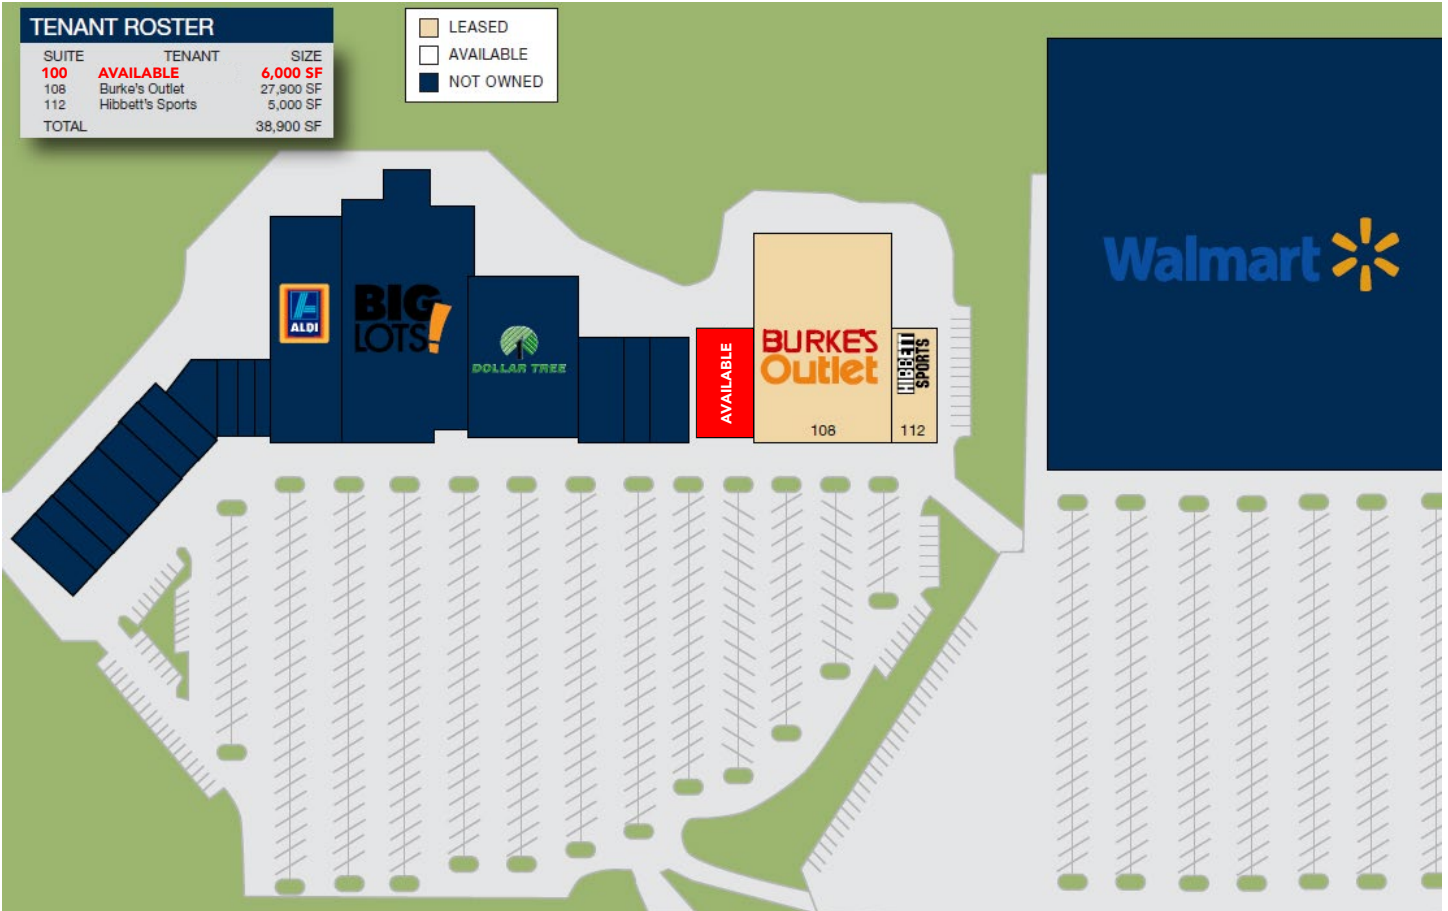 TENANT ROSTER
SUITE TENANT SIZE
100 AVAILABLE 6,000 SF
108 Burke's Outlet 27,900 SF
112 Hibbett's Sports 5,000 SF
TOTAL 38,900 SF
LEASED
AVAILABLE
NOT OWNED
Walmart
ALDI
BIG
LOTS!
DOLLAR TREE
AVAILABLE
BURKE'S
Outlet
108
HIBBETT
SPORTS
112